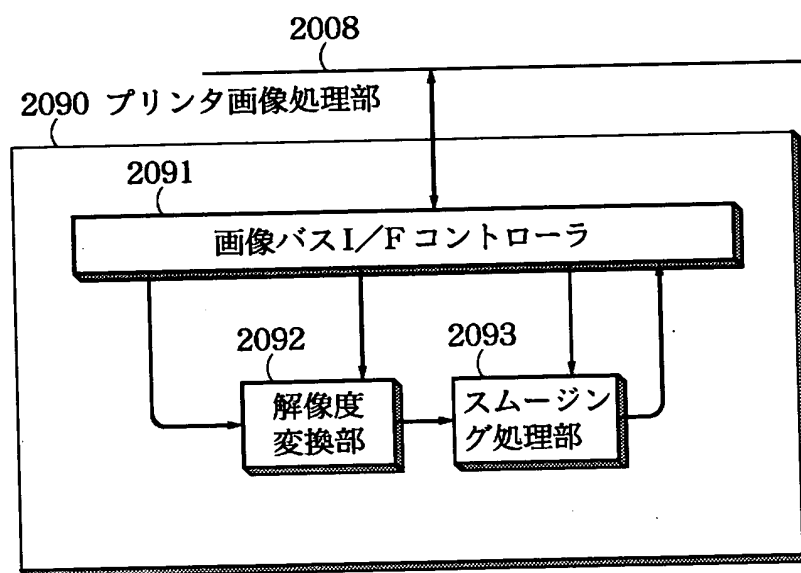 2008
2090 プリンタ画像処理部
2091
画像バスI／Fコントローラ
2092
2093
解像度
変換部
スムージン
グ処理部